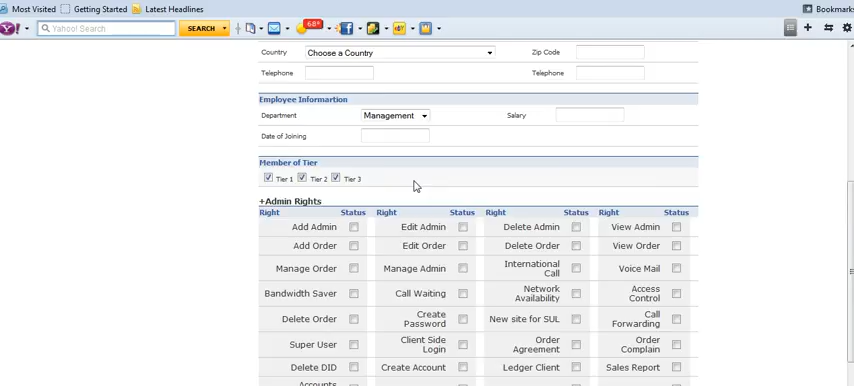 Most Visited Getting Started Latest Headlines Bookmarks
Y! Yahoo! Search SEARCH 68°
Country Choose a Country Zip Code
Telephone Telephone
Employee Informartion
Department Management Salary
Date of Joining
Member of Tier
Tier 1 Tier 2 Tier 3
+Admin Rights
Right Status Right Status Right Status Right Status
Add Admin Edit Admin Delete Admin View Admin
Add Order Edit Order Delete Order View Order
Manage Order Manage Admin International Call Voice Mail
Bandwidth Saver Call Waiting Network Availability Access Control
Delete Order Create Password New site for SUL Call Forwarding
Super User Client Side Login Order Agreement Order Complain
Delete DID Create Account Ledger Client Sales Report
Accounts